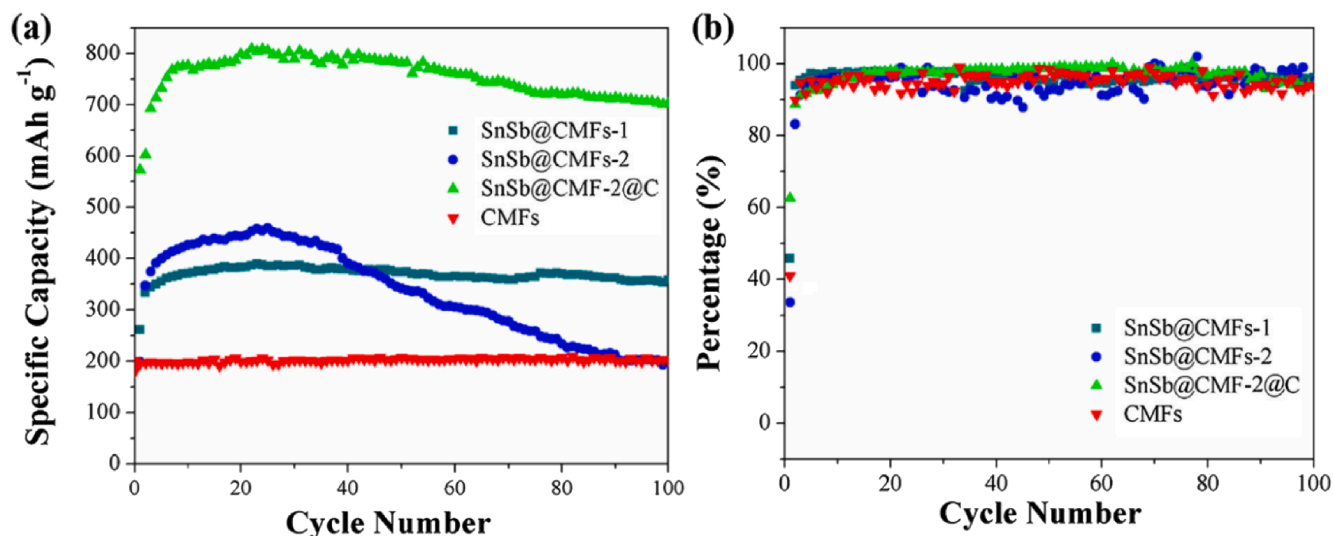 (a)
Specific Capacity (mAh g⁻¹)
800
700
600
500
400
300
200
100
0
SnSb@CMFs-1
SnSb@CMFs-2
SnSb@CMF-2@C
CMFs
0 20 40 60 80 100
Cycle Number
(b)
Percentage (%)
100
80
60
40
20
0
SnSb@CMFs-1
SnSb@CMFs-2
SnSb@CMF-2@C
CMFs
0 20 40 60 80 100
Cycle Number